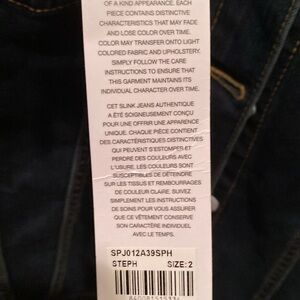 OF A KIND APPEARANCE. EACH
PIECE CONTAINS DISTINCTIVE
CHARACTERISTICS THAT MAY FADE
AND LOSE COLOR OVER TIME.
COLOR MAY TRANSFER ONTO LIGHT
COLORED FABRIC AND UPHOLSTERY.
SIMPLY FOLLOW THE CARE
INSTRUCTIONS TO ENSURE THAT
THIS GARMENT MAINTAINS ITS
INDIVIDUAL CHARACTER OVER TIME.
CET SLINK JEANS AUTHENTIQUE
A ÉTÉ SOIGNEUSEMENT CONÇU
POUR UNE OFFRIR UNE APPARENCE
UNIQUE. CHAQUE PIÈCE CONTIENT
DES CARACTÉRISTIQUES DISTINCTIVES
QUI PEUVENT S'ESTOMPER ET
PERDRE DES COULEURS AVEC
L'USURE. LES COULEURS SONT
SUSCEPTIBLES DE DÉTEINDRE
SUR LES TISSUS ET REMBOURRAGES
DE COULEUR CLAIRE. SUIVEZ
SIMPLEMENT LES INSTRUCTIONS
DE SOINS POUR VOUS ASSURER
QUE CE VÊTEMENT CONSERVE
SON CARACTÈRE INDIVIDUEL
AVEC LE TEMPS.
SPJ012A39SPH
STEPH SIZE: 2